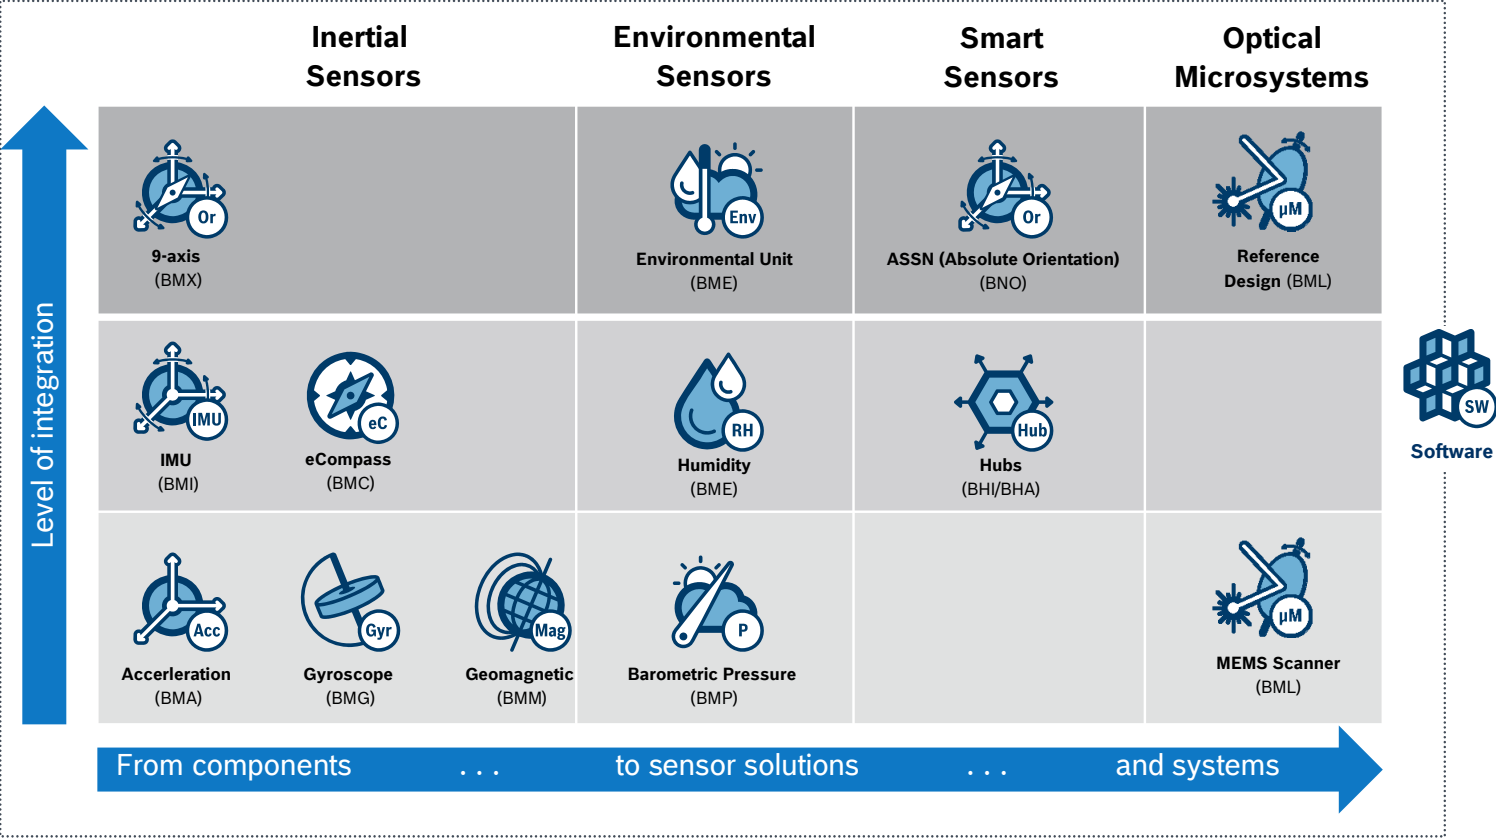 Inertial
Sensors
Environmental
Sensors
Smart
Sensors
Optical
Microsystems
Level of integration
Or
9-axis
(BMX)
Env
Environmental Unit
(BME)
Or
ASSN (Absolute Orientation)
(BNO)
µM
Reference
Design (BML)
IMU
IMU
(BMI)
eC
eCompass
(BMC)
RH
Humidity
(BME)
Hub
Hubs
(BHI/BHA)
SW
Software
Acc
Accerleration
(BMA)
Gyr
Gyroscope
(BMG)
Mag
Geomagnetic
(BMM)
P
Barometric Pressure
(BMP)
µM
MEMS Scanner
(BML)
From components ... to sensor solutions ... and systems